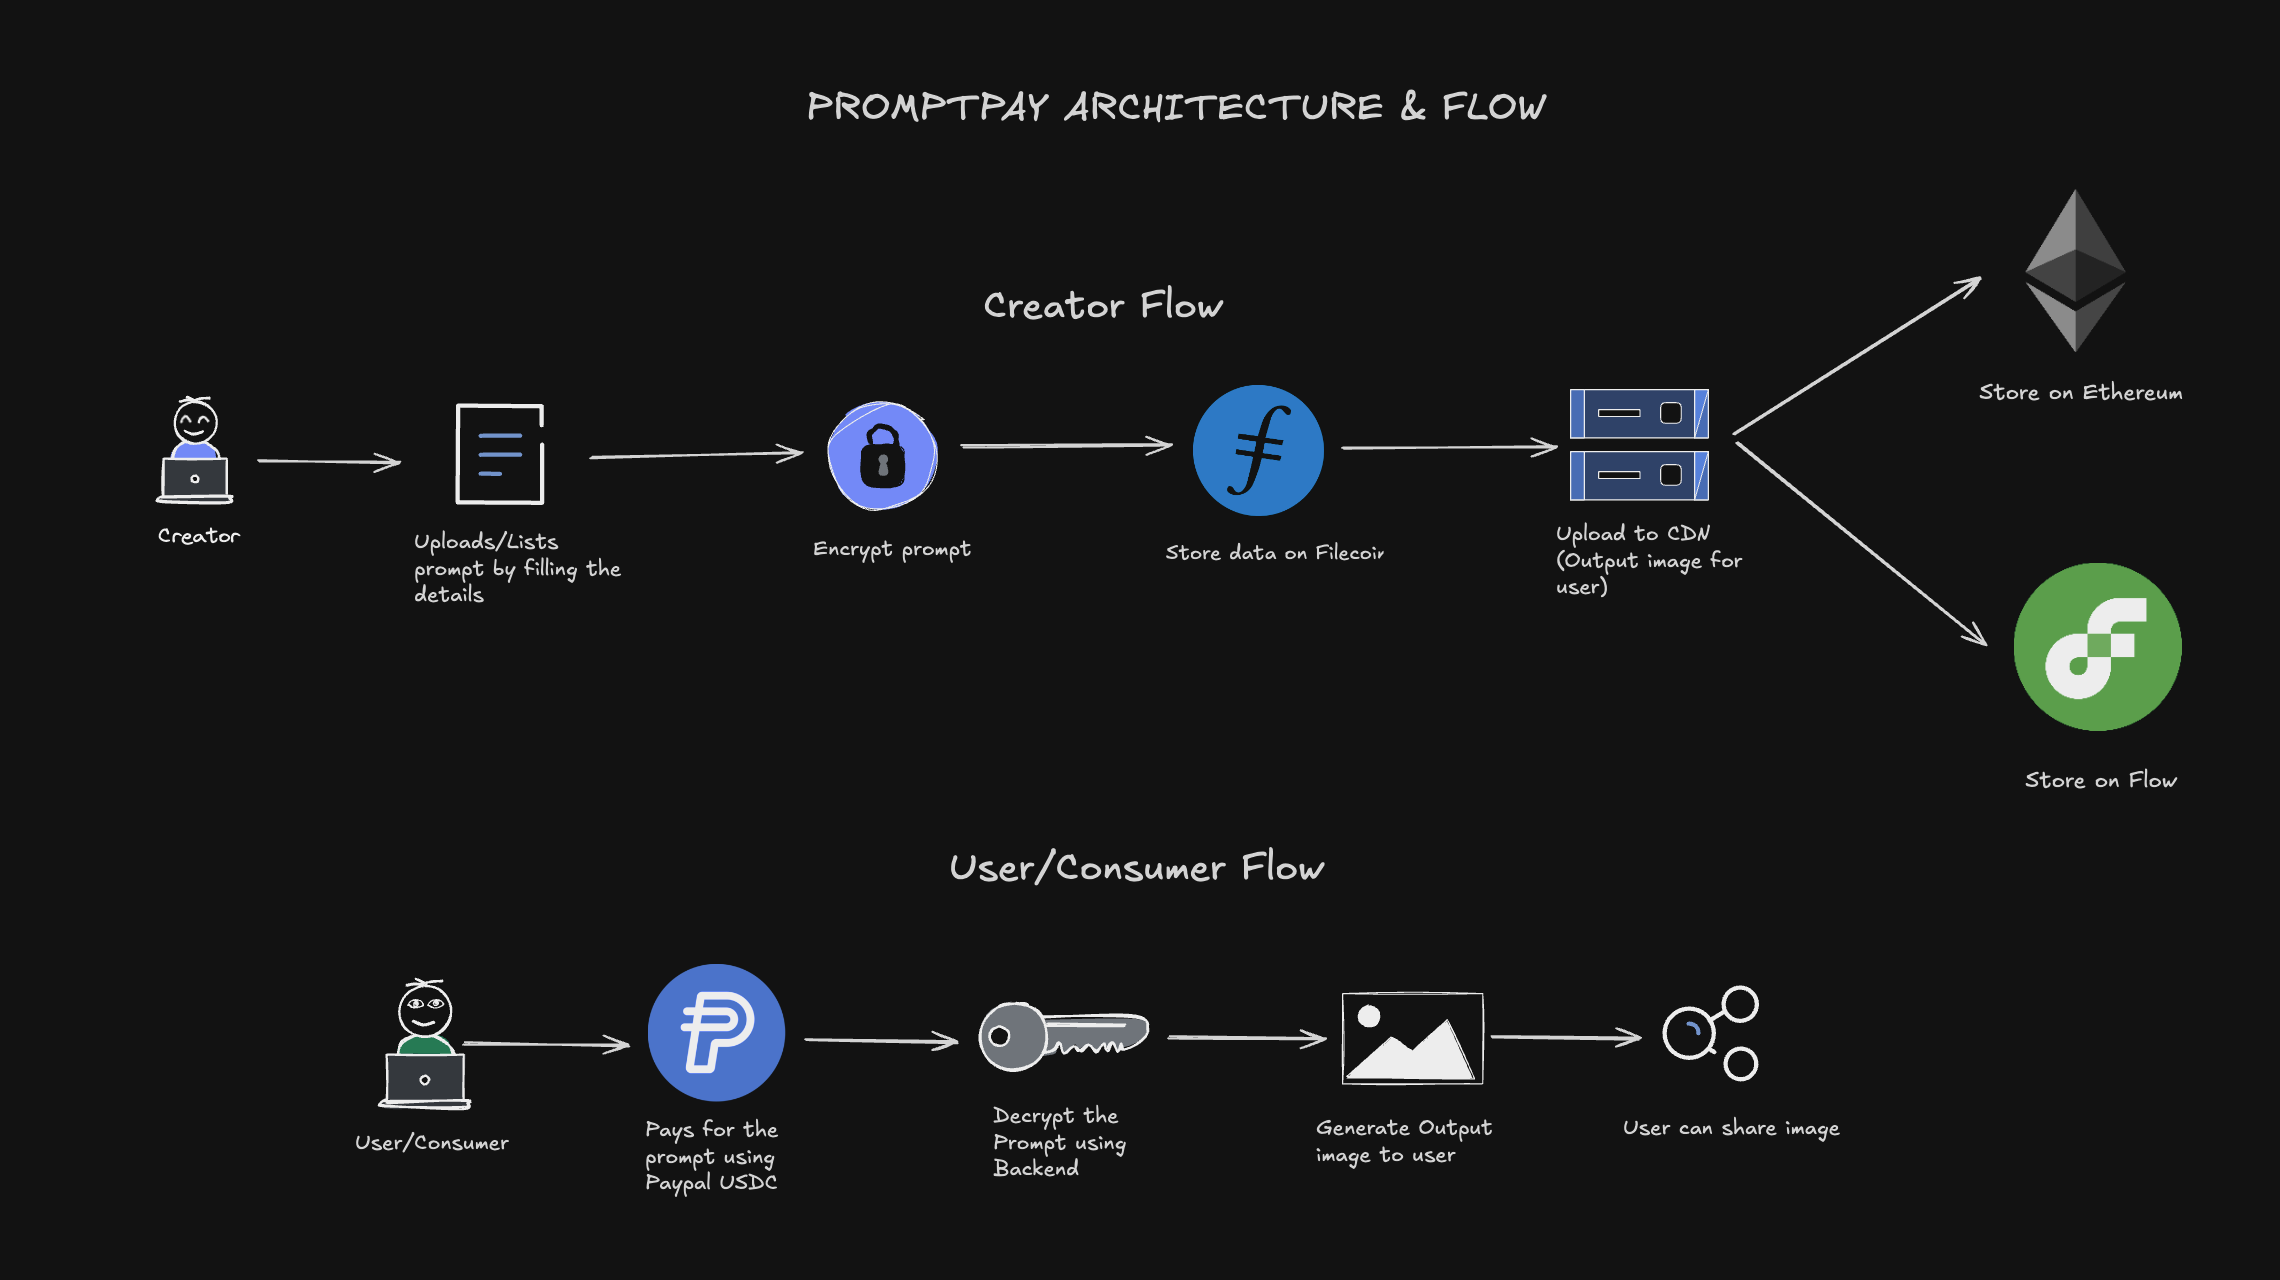 PROMPTPAY ARCHITECTURE & FLOW
Creator Flow
Creator
Uploads/Lists
prompt by filling the
details
Encrypt prompt
Store data on Filecoin
Upload to CDN
(Output image for
user)
Store on Ethereum
Store on Flow
User/Consumer Flow
User/Consumer
Pays for the
prompt using
Paypal USDC
Decrypt the
Prompt using
Backend
Generate Output
image to user
User can share image